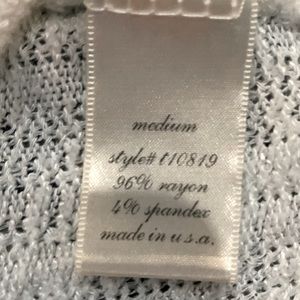 medium
style# t10819
96% rayon
4% spandex
made in u.s.a.